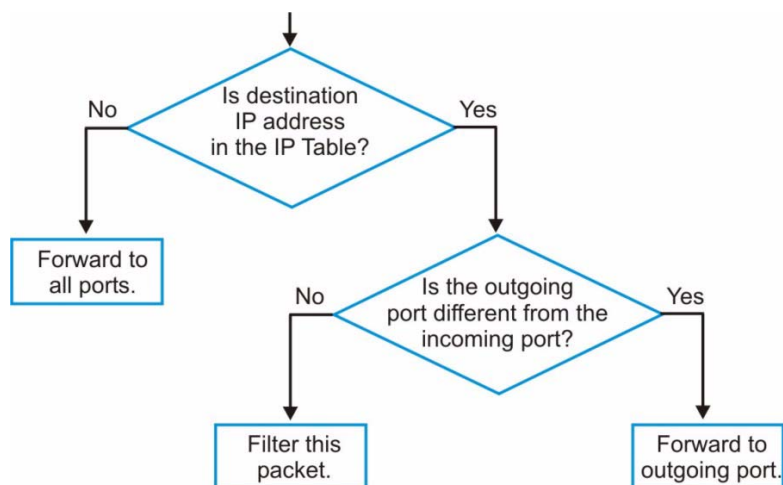 Is destination
IP address
in the IP Table?
No
Yes
Forward to
all ports.
Is the outgoing
port different from the
incoming port?
No
Yes
Filter this
packet.
Forward to
outgoing port.